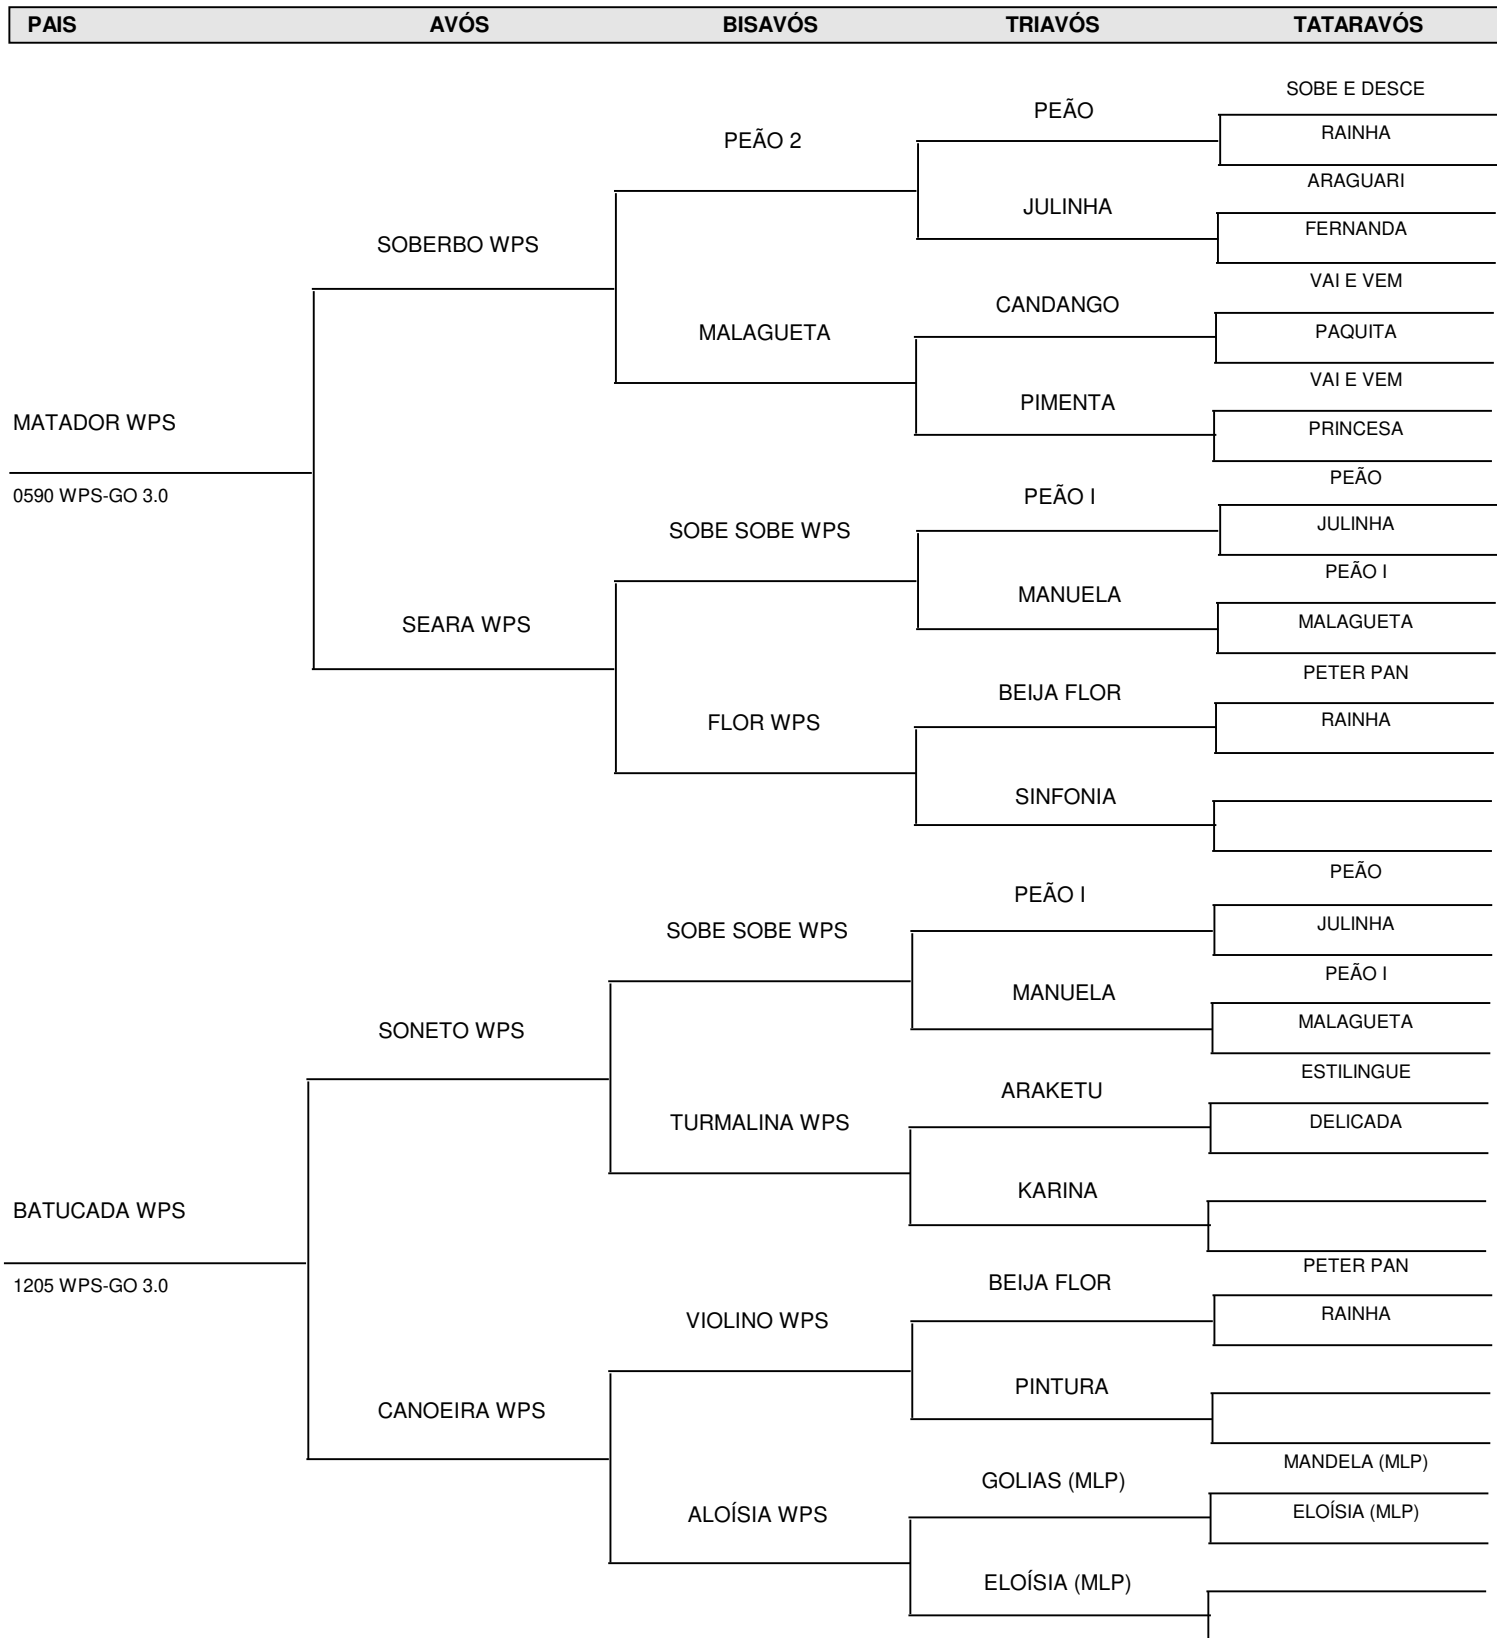 PAIS AVÓS BISAVÓS TRIAVÓS TATARAVÓS
SOBE E DESCE
PEÃO
RAINHA
PEÃO 2
ARAGUARI
JULINHA
FERNANDA
SOBERBO WPS
VAI E VEM
CANDANGO
PAQUITA
MALAGUETA
VAI E VEM
PIMENTA
PRINCESA
MATADOR WPS
0590 WPS-GO 3.0
PEÃO
PEÃO I
JULINHA
SOBE SOBE WPS
PEÃO I
MANUELA
MALAGUETA
SEARA WPS
PETER PAN
BEIJA FLOR
RAINHA
FLOR WPS
SINFONIA
PEÃO
PEÃO I
JULINHA
SOBE SOBE WPS
PEÃO I
MANUELA
MALAGUETA
SONETO WPS
ESTILINGUE
ARAKETU
DELICADA
TURMALINA WPS
KARINA
BATUCADA WPS
1205 WPS-GO 3.0
PETER PAN
BEIJA FLOR
RAINHA
VIOLINO WPS
PINTURA
CANOEIRA WPS
MANDELA (MLP)
GOLIAS (MLP)
ELOÍSIA (MLP)
ALOÍSIA WPS
ELOÍSIA (MLP)